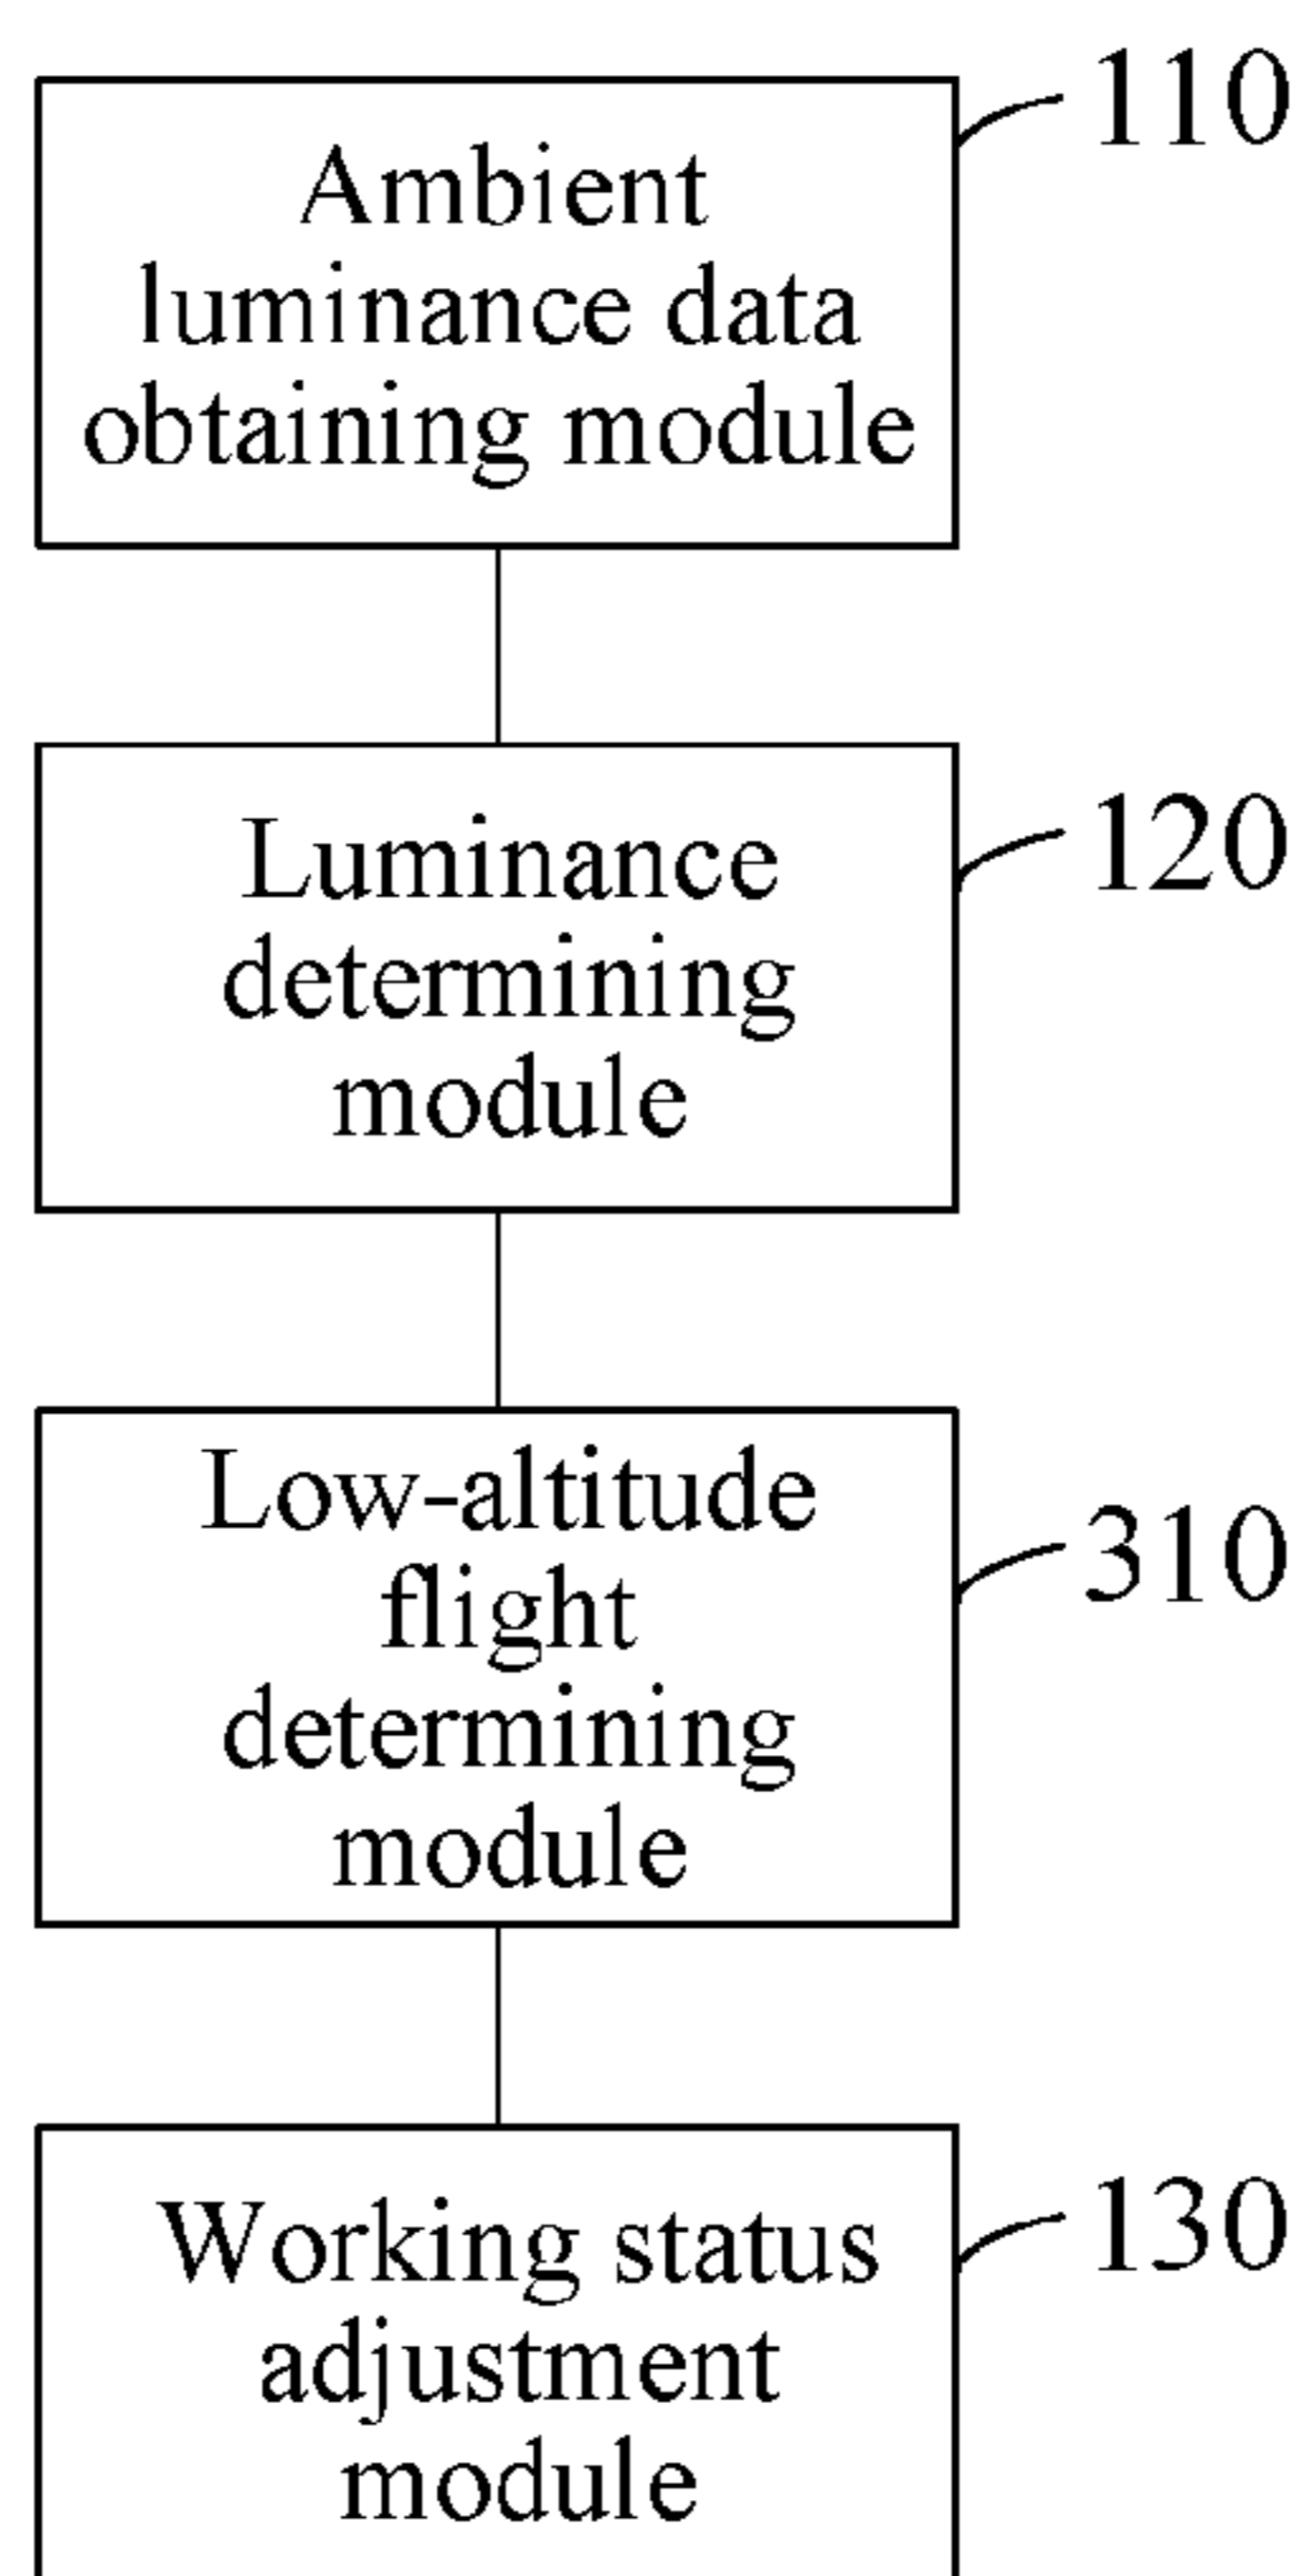 110
Ambient
luminance data
obtaining module
120
Luminance
determining
module
310
Low-altitude
flight
determining
module
130
Working status
adjustment
module